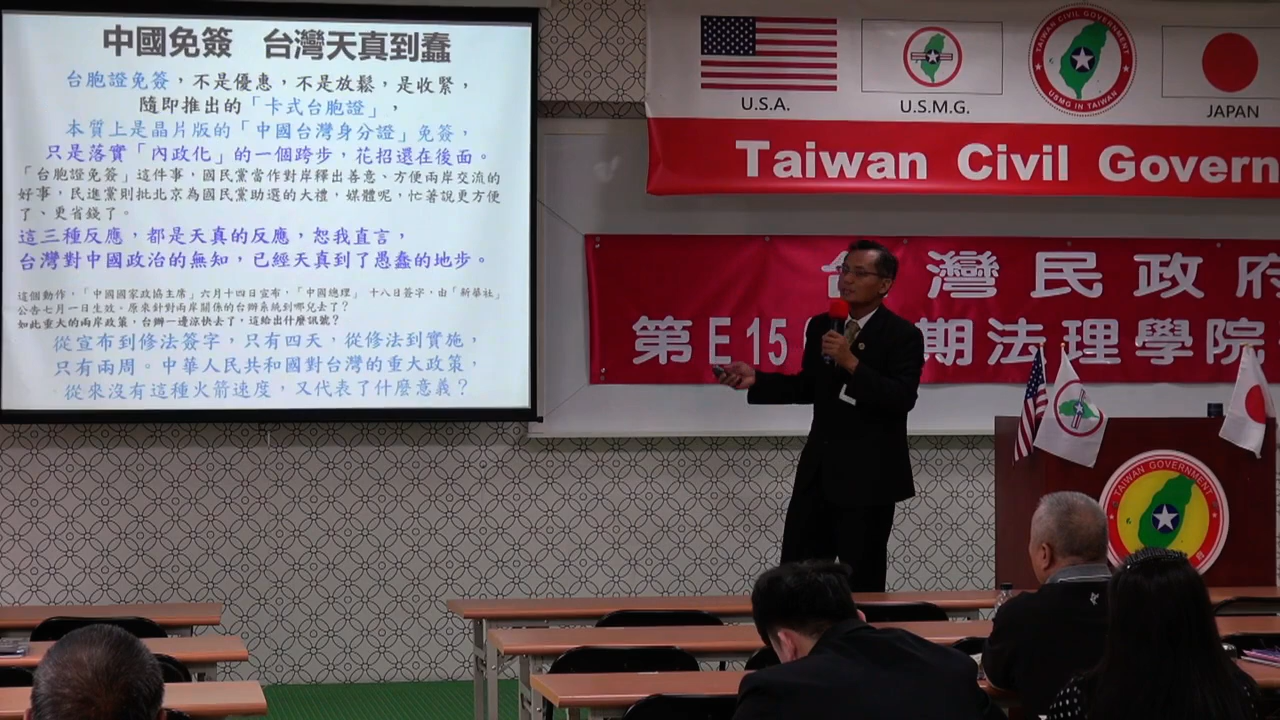 中國免簽 台灣天真到蠢
台胞證免簽，不是優惠，不是放鬆，是收緊，
隨即推出的「卡式台胞證」，
本質上是晶片版的「中國台灣身分證」免簽，
只是落實「內政化」的一個跨步，花招還在後面。
「台胞證免簽」這件事，國民黨當作對岸釋出善意、方便兩岸交流的
好事，民進黨則批北京為國民黨助選的大禮，媒體呢，忙著說更方便
了、更省錢了。
這三種反應，都是天真的反應，恕我直言，
台灣對中國政治的無知，已經天真到了愚蠢的地步。
這個動作，「中國國家政協主席」六月十四日宣布，「中國總理」 十八日簽字，由「新華社」
公告七月一日生效。原來針對兩岸關係的台辦系統到哪兒去了？
如此重大的兩岸政策，台辦一邊涼快去了，這給出什麼訊號？
從宣布到修法簽字，只有四天，從修法到實施，
只有兩周。中華人民共和國對台灣的重大政策，
從來沒有這種火箭速度，又代表了什麼意義？
U.S.A.
U.S.M.G.
TAIWAN CIVIL GOVERNMENT
USMG IN TAIWAN
JAPAN
Taiwan Civil Govern
台灣民政府
第E15 期法理學院
TAIWAN GOVERNMENT